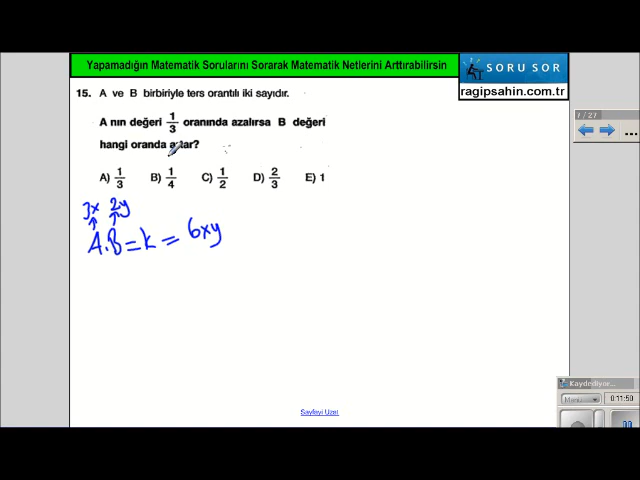 Yapamadığın Matematik Sorularını Sorarak Matematik Netlerini Arttırabilirsin
SORU SOR
ragipsahin.com.tr
15. A ve B birbiriyle ters orantılı iki sayıdır.
A nın değeri 1/3 oranında azalırsa B değeri
hangi oranda artar?
A) 1/3 B) 1/4 C) 1/2 D) 2/3 E) 1
3x 2y
A.B=k=6xy
7 / 27
Sayfayı Uzat
Kaydediyor...
Menü
0:11:50